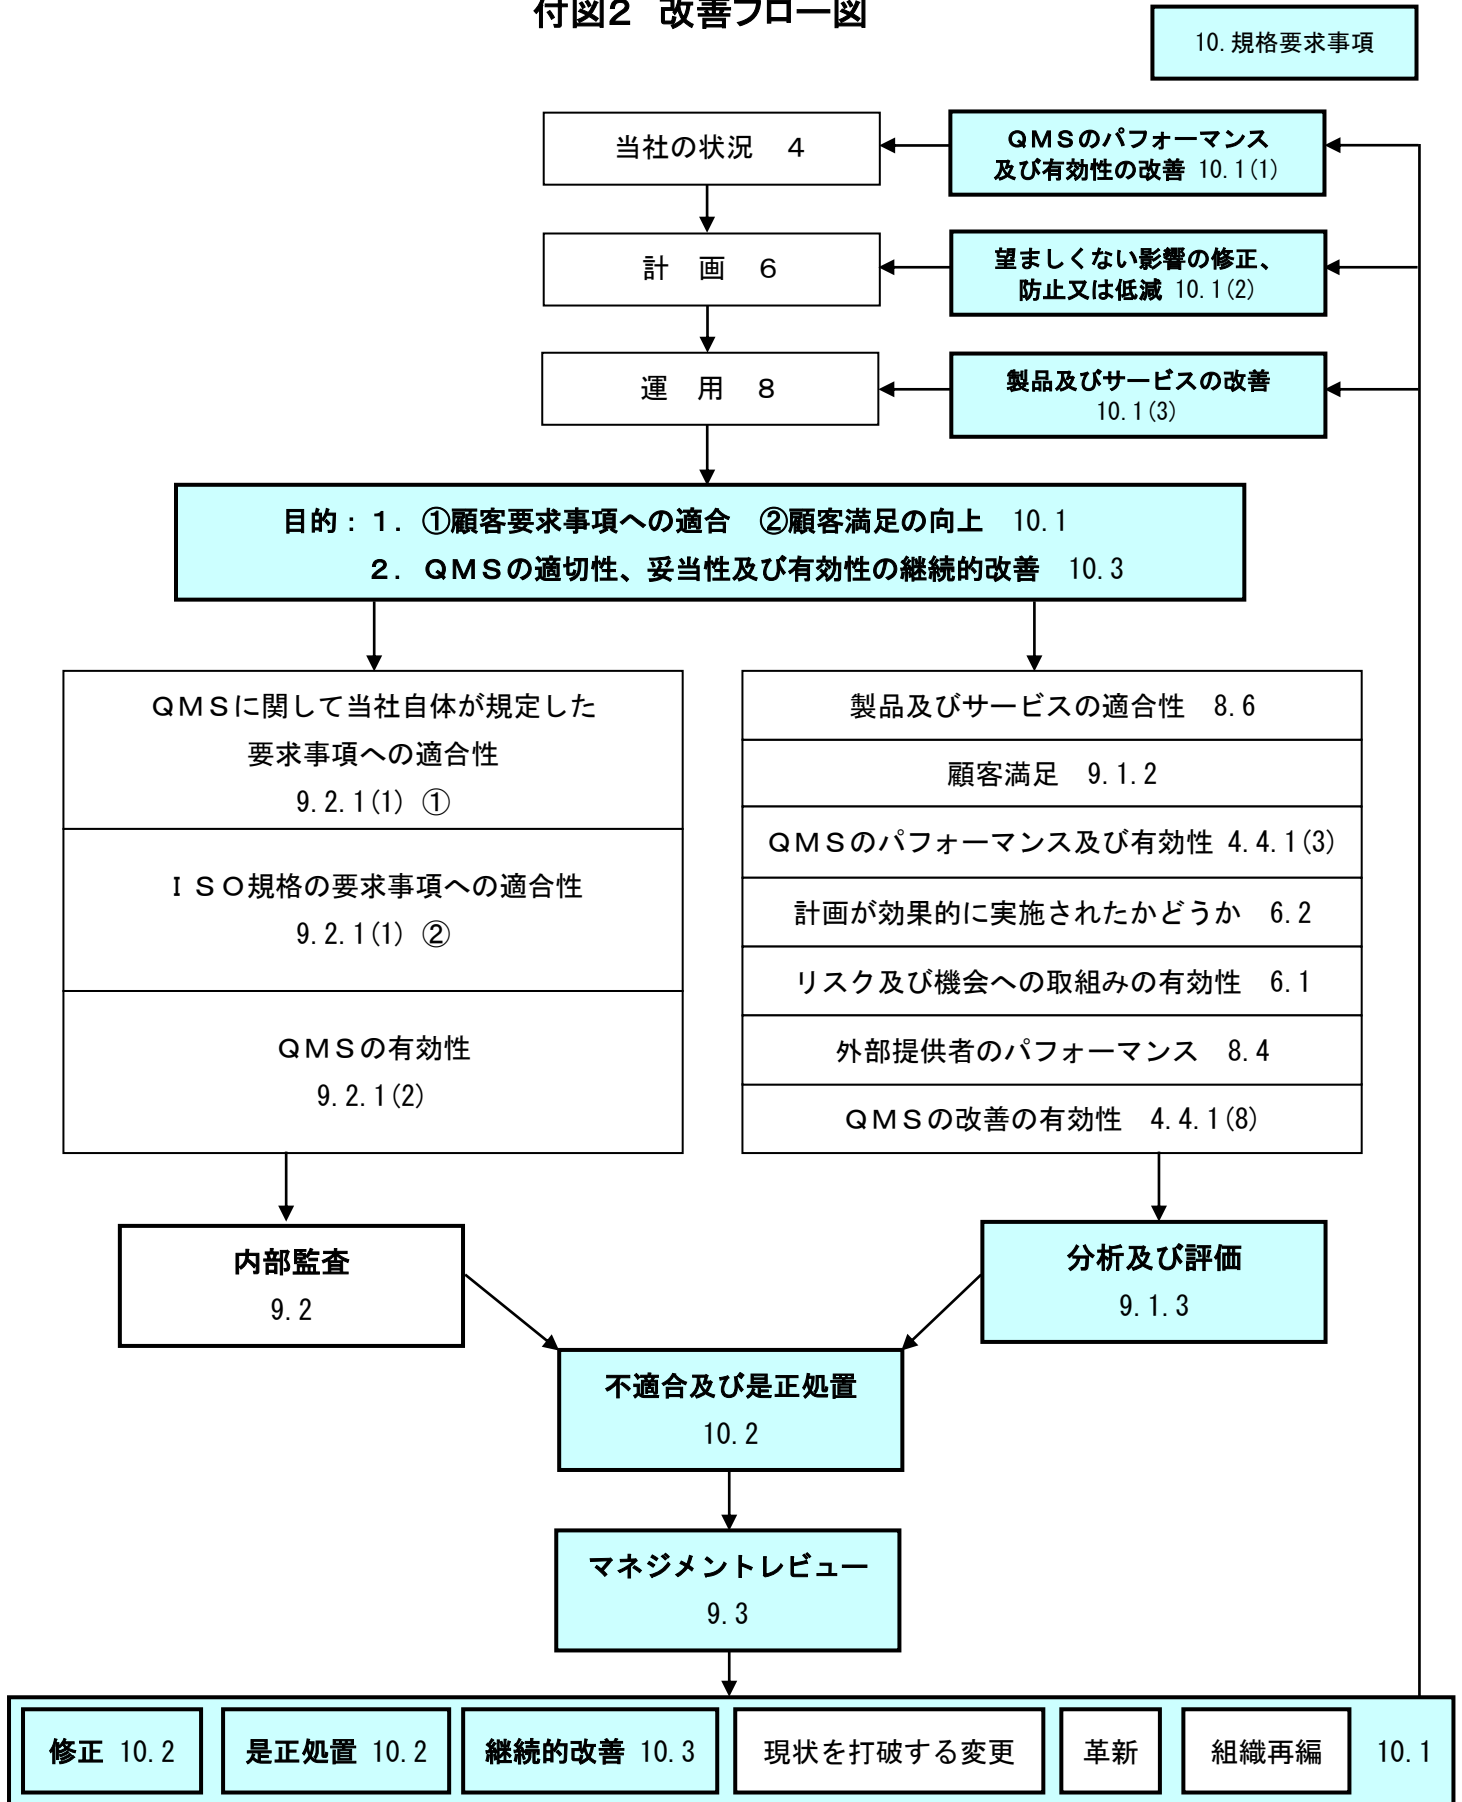 付図2　改善フロー図
10.規格要求事項
当社の状況　4
QMSのパフォーマンス
及び有効性の改善 10.1(1)
計　画　6
望ましくない影響の修正、
防止又は低減 10.1(2)
運　用　8
製品及びサービスの改善
10.1(3)
目的：１．①顧客要求事項への適合　②顧客満足の向上　10.1
２．ＱＭＳの適切性、妥当性及び有効性の継続的改善　10.3
ＱＭＳに関して当社自体が規定した
要求事項への適合性
9.2.1(1) ①
ＩＳＯ規格の要求事項への適合性
9.2.1(1) ②
ＱＭＳの有効性
9.2.1(2)
製品及びサービスの適合性　8.6
顧客満足　9.1.2
ＱＭＳのパフォーマンス及び有効性 4.4.1(3)
計画が効果的に実施されたかどうか　6.2
リスク及び機会への取組みの有効性　6.1
外部提供者のパフォーマンス　8.4
ＱＭＳの改善の有効性　4.4.1(8)
内部監査
9.2
分析及び評価
9.1.3
不適合及び是正処置
10.2
マネジメントレビュー
9.3
修正 10.2
是正処置 10.2
継続的改善 10.3
現状を打破する変更
革新
組織再編
10.1